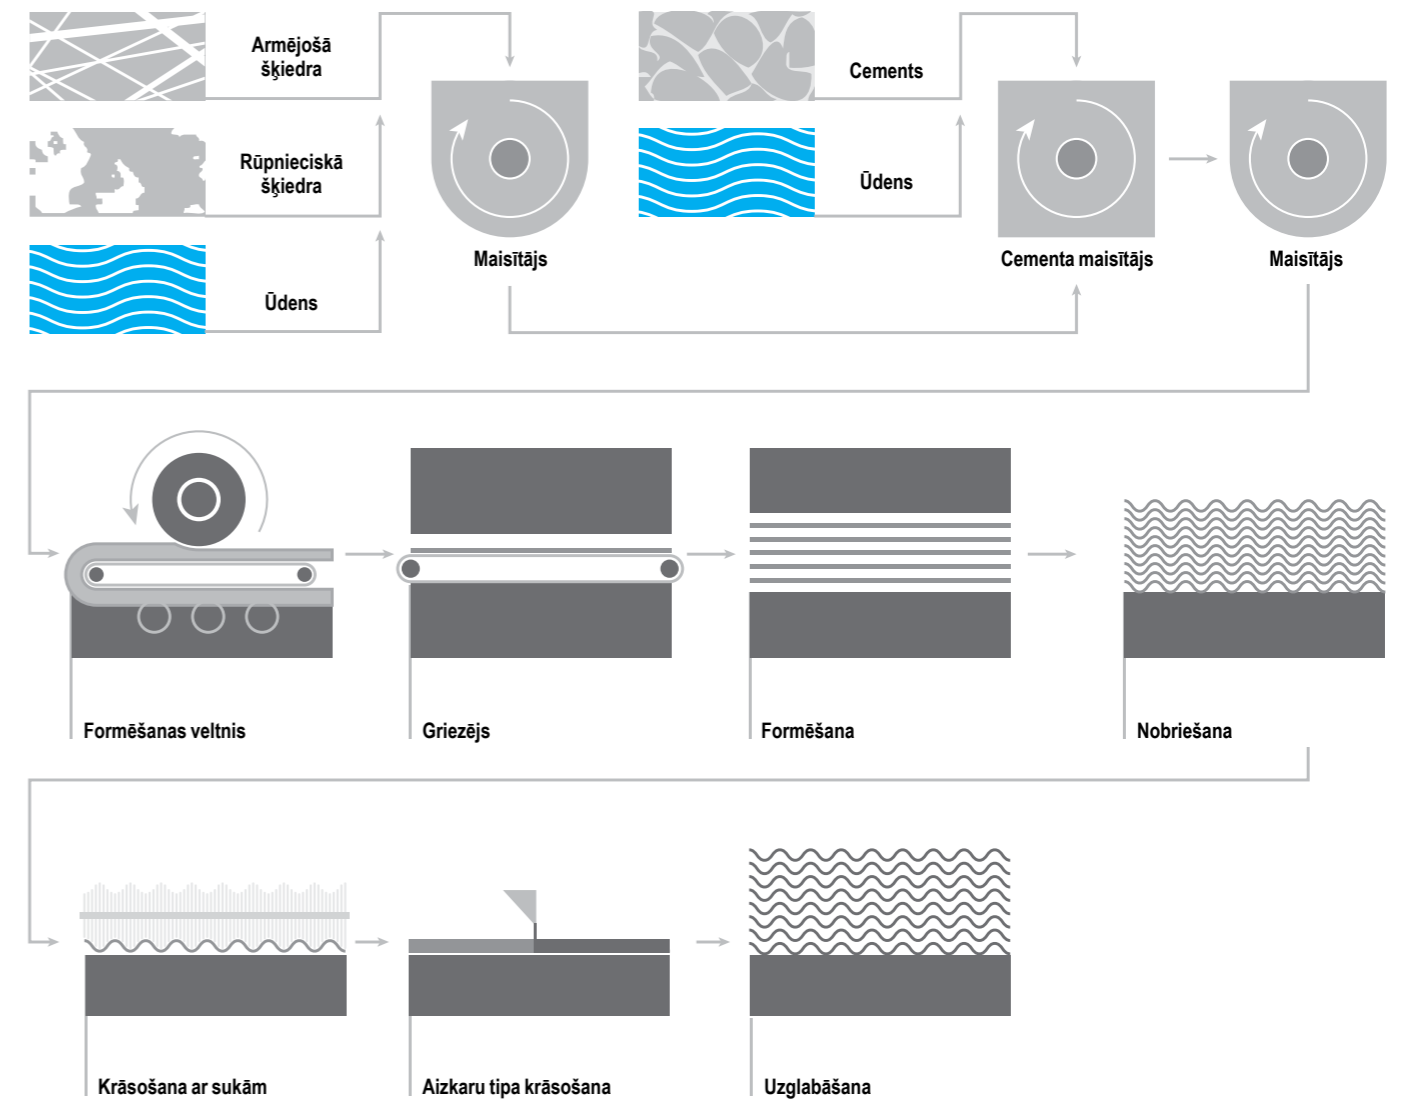 Armējošā
šķiedra
Rūpnieciskā
šķiedra
Ūdens
Maisītājs
Cements
Ūdens
Cementa maisītājs
Maisītājs
Formēšanas veltnis
Griezējs
Formēšana
Nobriešana
Krāsošana ar sukām
Aizkaru tipa krāsošana
Uzglabāšana